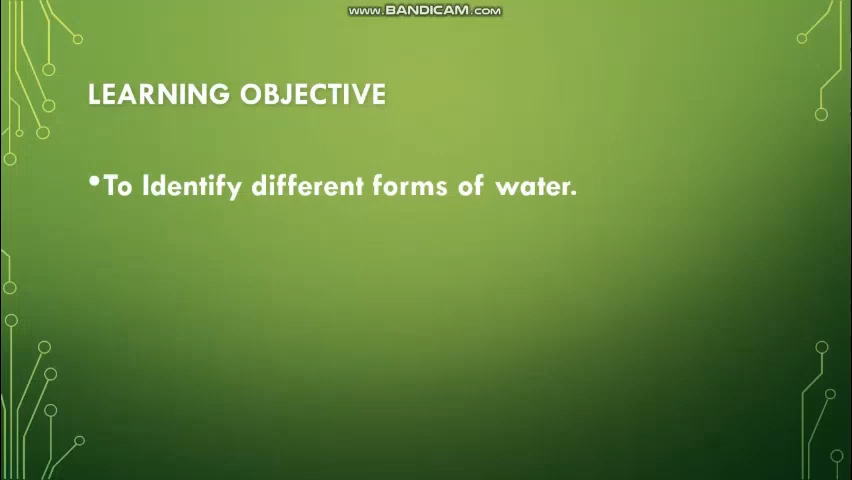 www.BANDICAM.com
LEARNING OBJECTIVE
•To Identify different forms of water.